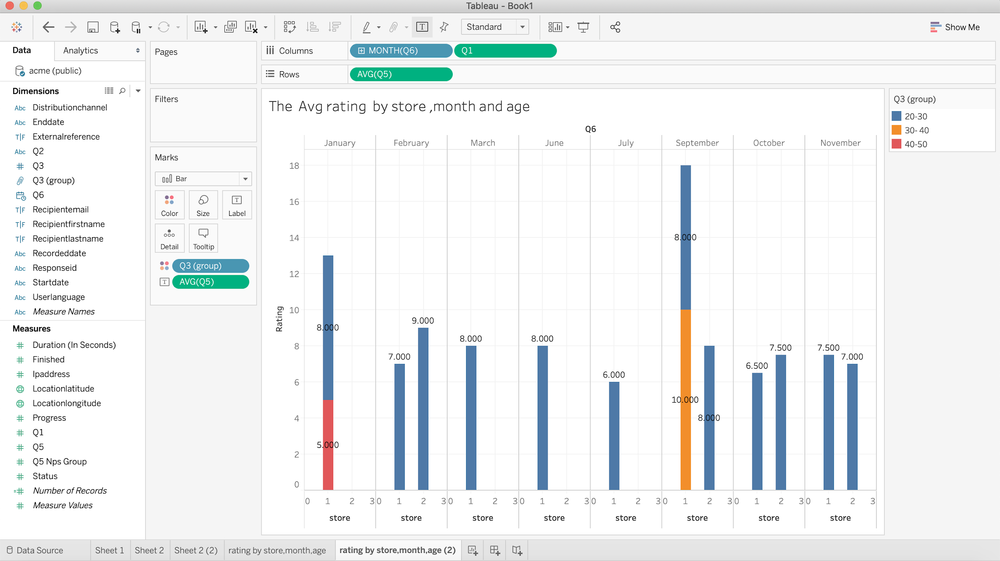 Tableau - Book1
Standard
Show Me
Data
Analytics
acme (public)
Dimensions
Abc Distributionchannel
Abc Enddate
T|F Externalreference
Abc Q2
Q3
Q3 (group)
Q6
T|F Recipientemail
T|F Recipientfirstname
T|F Recipientlastname
Abc Recordeddate
Abc Responseid
Abc Startdate
Abc Userlanguage
Abc Measure Names
Measures
Duration (In Seconds)
Finished
Ipaddress
Locationlatitude
Locationlongitude
Progress
Q1
Q5
Q5 Nps Group
Status
Number of Records
Measure Values
Pages
Filters
Marks
Bar
Color
Size
Label
Detail
Tooltip
Q3 (group)
AVG(Q5)
Columns
MONTH(Q6)
Q1
Rows
AVG(Q5)
The Avg rating by store ,month and age
Q6
January February March June July September October November
Rating
18
16
14
12
10
8
6
4
2
0
8.000
5.000
7.000
9.000
8.000
8.000
6.000
8.000
10.000
8.000
6.500
7.500
7.500
7.000
0 1 2 3 0 1 2 3 0 1 2 3 0 1 2 3 0 1 2 3 0 1 2 3 0 1 2 3 0 1 2 3
store store store store store store store store
Q3 (group)
20-30
30- 40
40-50
Data Source
Sheet 1
Sheet 2
Sheet 2 (2)
rating by store,month,age
rating by store,month,age (2)